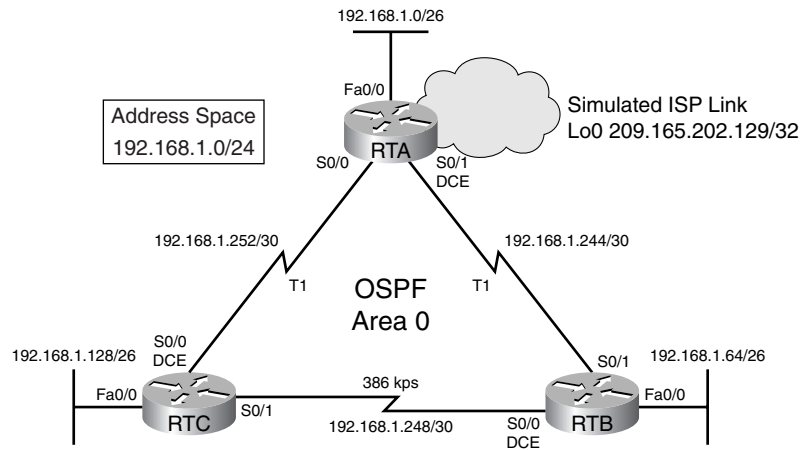 192.168.1.0/26
Fa0/0
Address Space
192.168.1.0/24
Simulated ISP Link
Lo0 209.165.202.129/32
RTA
S0/0
S0/1
DCE
192.168.1.252/30
192.168.1.244/30
T1
T1
OSPF
Area 0
S0/0
DCE
192.168.1.128/26
Fa0/0
RTC
S0/1
386 kps
192.168.1.248/30
S0/1
192.168.1.64/26
Fa0/0
S0/0
DCE
RTB